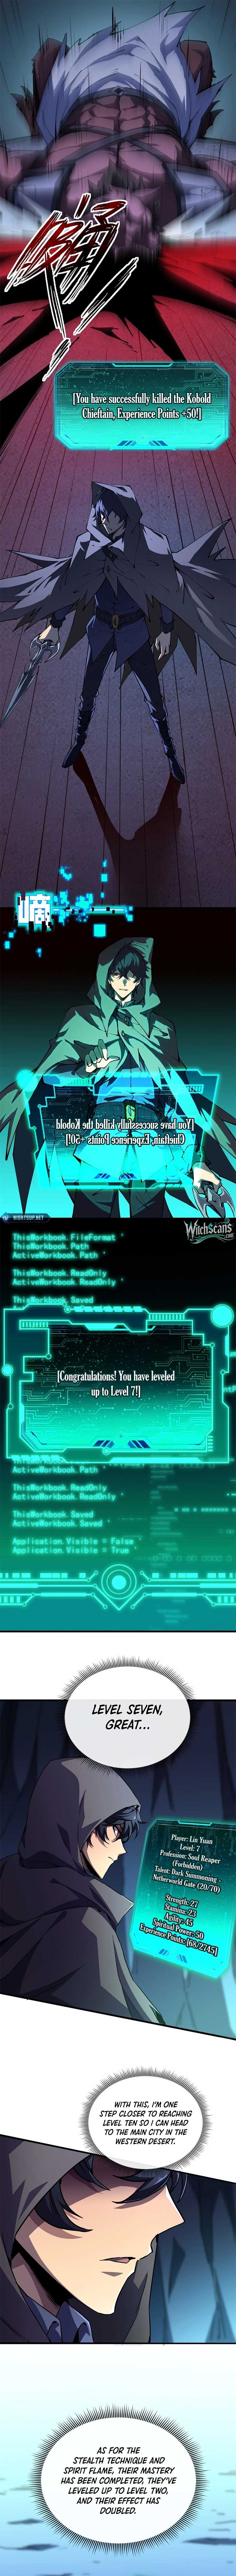 [You have successfully killed the Kobold
Chieftain, Experience Points +50!]
嘀
[You have successfully killed the Kobold
Chieftain, Experience Points +50!]
NIGHTSUP.NET
Witchscans
.com
ThisWorkbook.FileFormat
ThisWorkbook.Path
ActiveWorkbook.Path
ThisWorkbook.ReadOnly
ActiveWorkbook.ReadOnly
ThisWorkbook.Saved
[Congratulations! You have leveled
up to Level 7!]
ActiveWorkbook.Path
ThisWorkbook.ReadOnly
ActiveWorkbook.ReadOnly
ThisWorkbook.Saved
ActiveWorkbook.Saved
Application.Visible = False
Application.Visible = True
LEVEL SEVEN,
GREAT...
Player: Lin Yuan
Level: 7
Profession: Soul Reaper
(Forbidden)
Talent: Dark Summoning -
Netherworld Gate (20/70)
Strength: 27
Stamina: 23
Agility: 45
Spiritual Power: 50
Experience Points: [68/2745]
WITH THIS, I'M ONE
STEP CLOSER TO REACHING
LEVEL TEN SO I CAN HEAD
TO THE MAIN CITY IN THE
WESTERN DESERT.
AS FOR THE
STEALTH TECHNIQUE AND
SPIRIT FLAME, THEIR MASTERY
HAS BEEN COMPLETED, THEY'VE
LEVELED UP TO LEVEL TWO,
AND THEIR EFFECT HAS
DOUBLED.